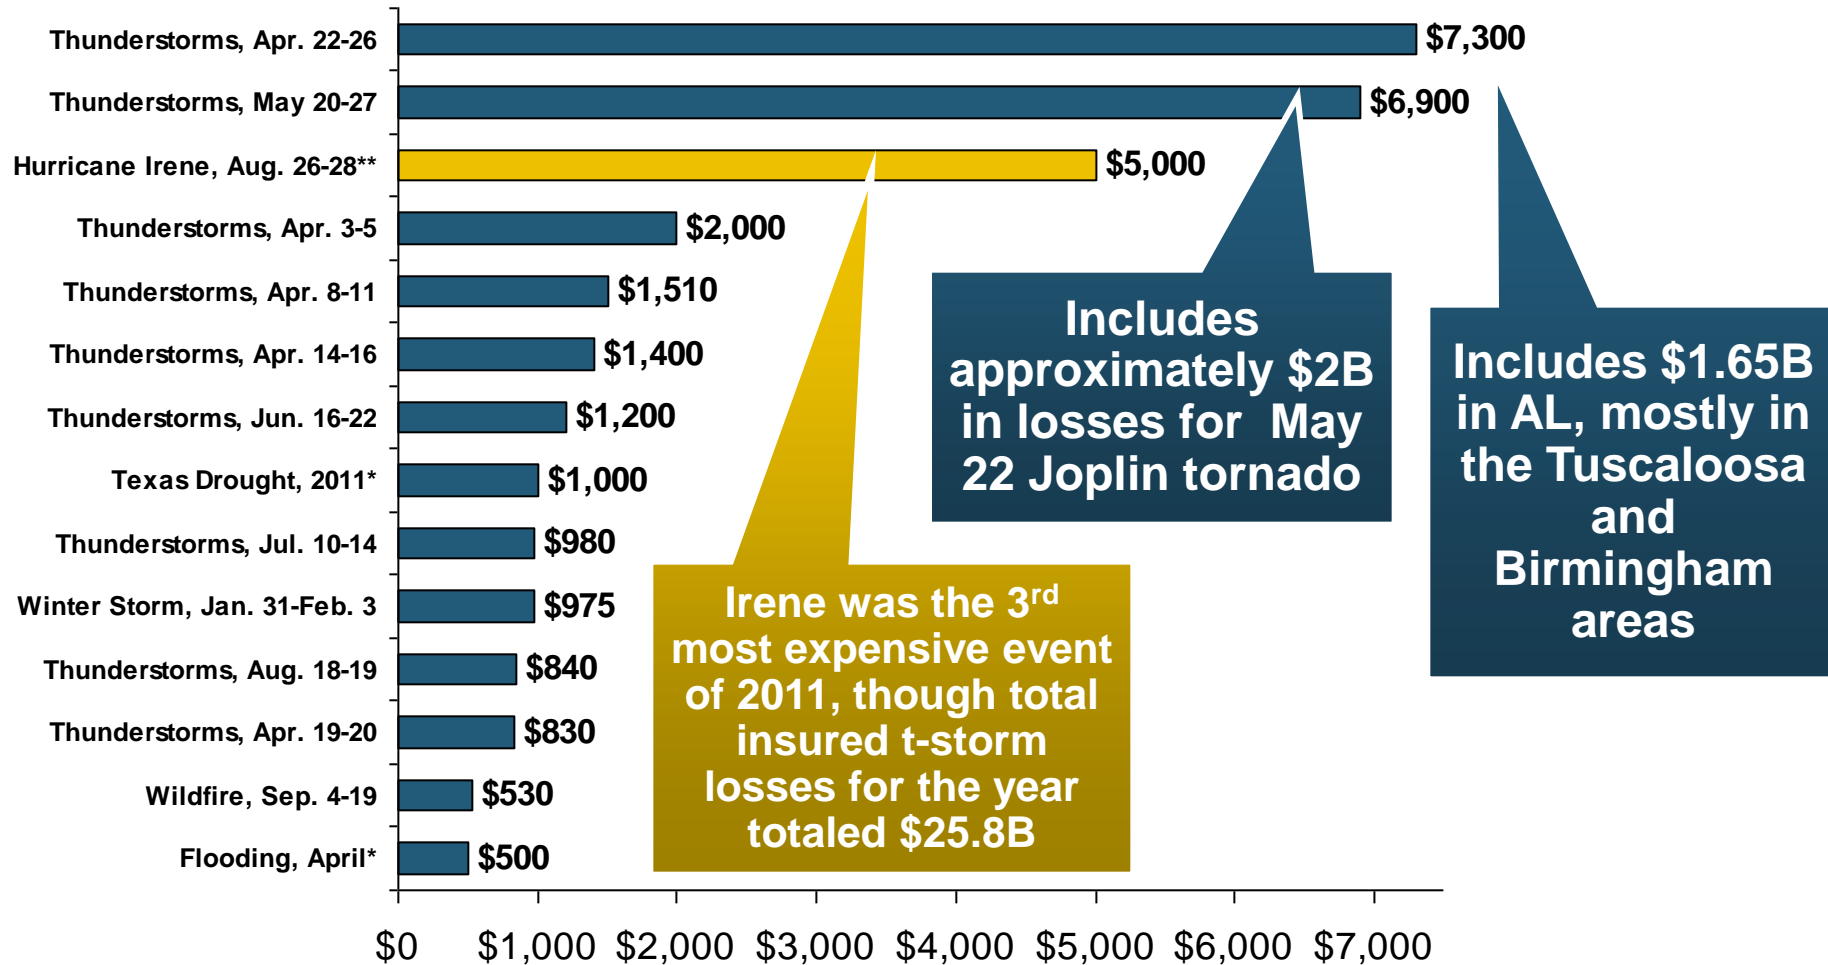 Thunderstorms, Apr. 22-26 $7,300
Thunderstorms, May 20-27 $6,900
Hurricane Irene, Aug. 26-28** $5,000
Thunderstorms, Apr. 3-5 $2,000
Thunderstorms, Apr. 8-11 $1,510
Thunderstorms, Apr. 14-16 $1,400
Thunderstorms, Jun. 16-22 $1,200
Texas Drought, 2011* $1,000
Thunderstorms, Jul. 10-14 $980
Winter Storm, Jan. 31-Feb. 3 $975
Thunderstorms, Aug. 18-19 $840
Thunderstorms, Apr. 19-20 $830
Wildfire, Sep. 4-19 $530
Flooding, April* $500
Includes
approximately $2B
in losses for May
22 Joplin tornado
Includes $1.65B
in AL, mostly in
the Tuscaloosa
and
Birmingham
areas
Irene was the 3rd
most expensive event
of 2011, though total
insured t-storm
losses for the year
totaled $25.8B
$0 $1,000 $2,000 $3,000 $4,000 $5,000 $6,000 $7,000